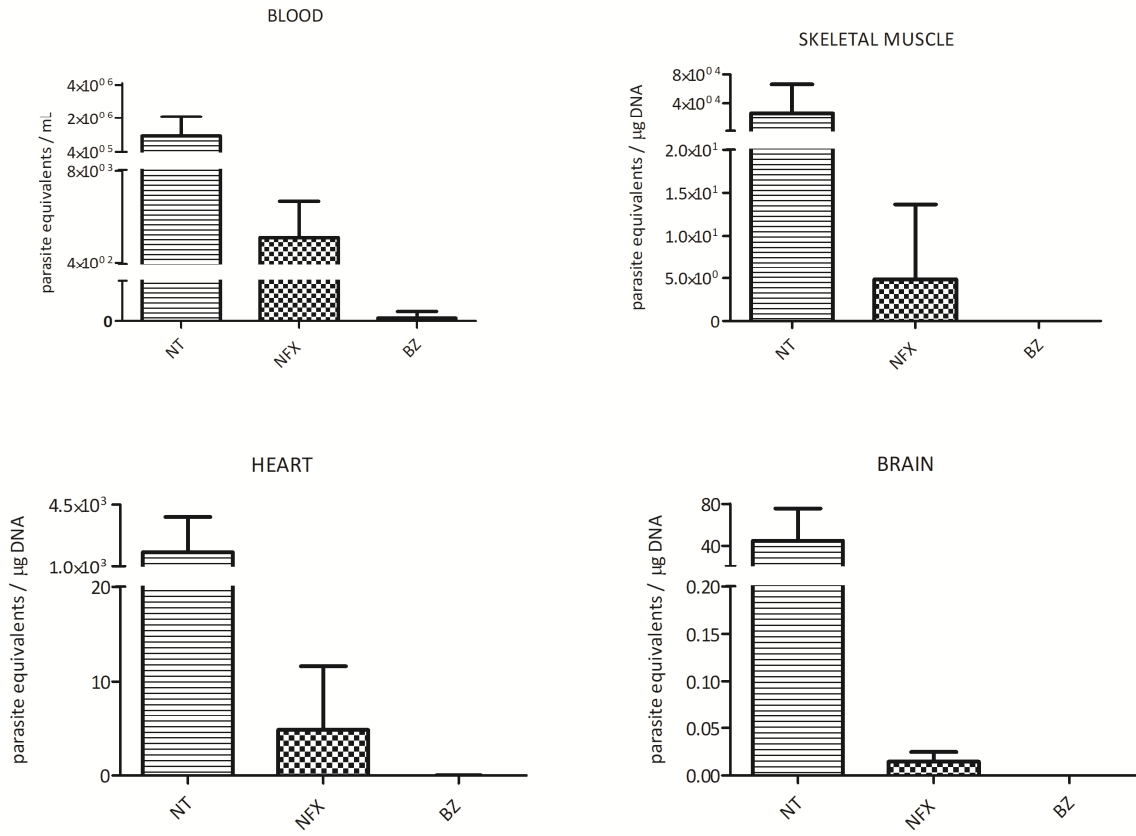 BLOOD
parasite equivalents / mL
4x10⁰⁶
2x10⁰⁶
4x10⁰⁵
8x10⁰³
4x10⁰²
0
NT
NFX
BZ
SKELETAL MUSCLE
parasite equivalents / µg DNA
8x10⁰⁴
4x10⁰⁴
2.0x10¹
1.5x10¹
1.0x10¹
5.0x10⁰
0
NT
NFX
BZ
HEART
parasite equivalents / µg DNA
4.5x10³
1.0x10³
20
10
0
NT
NFX
BZ
BRAIN
parasite equivalents / µg DNA
80
40
0.20
0.15
0.10
0.05
0.00
NT
NFX
BZ